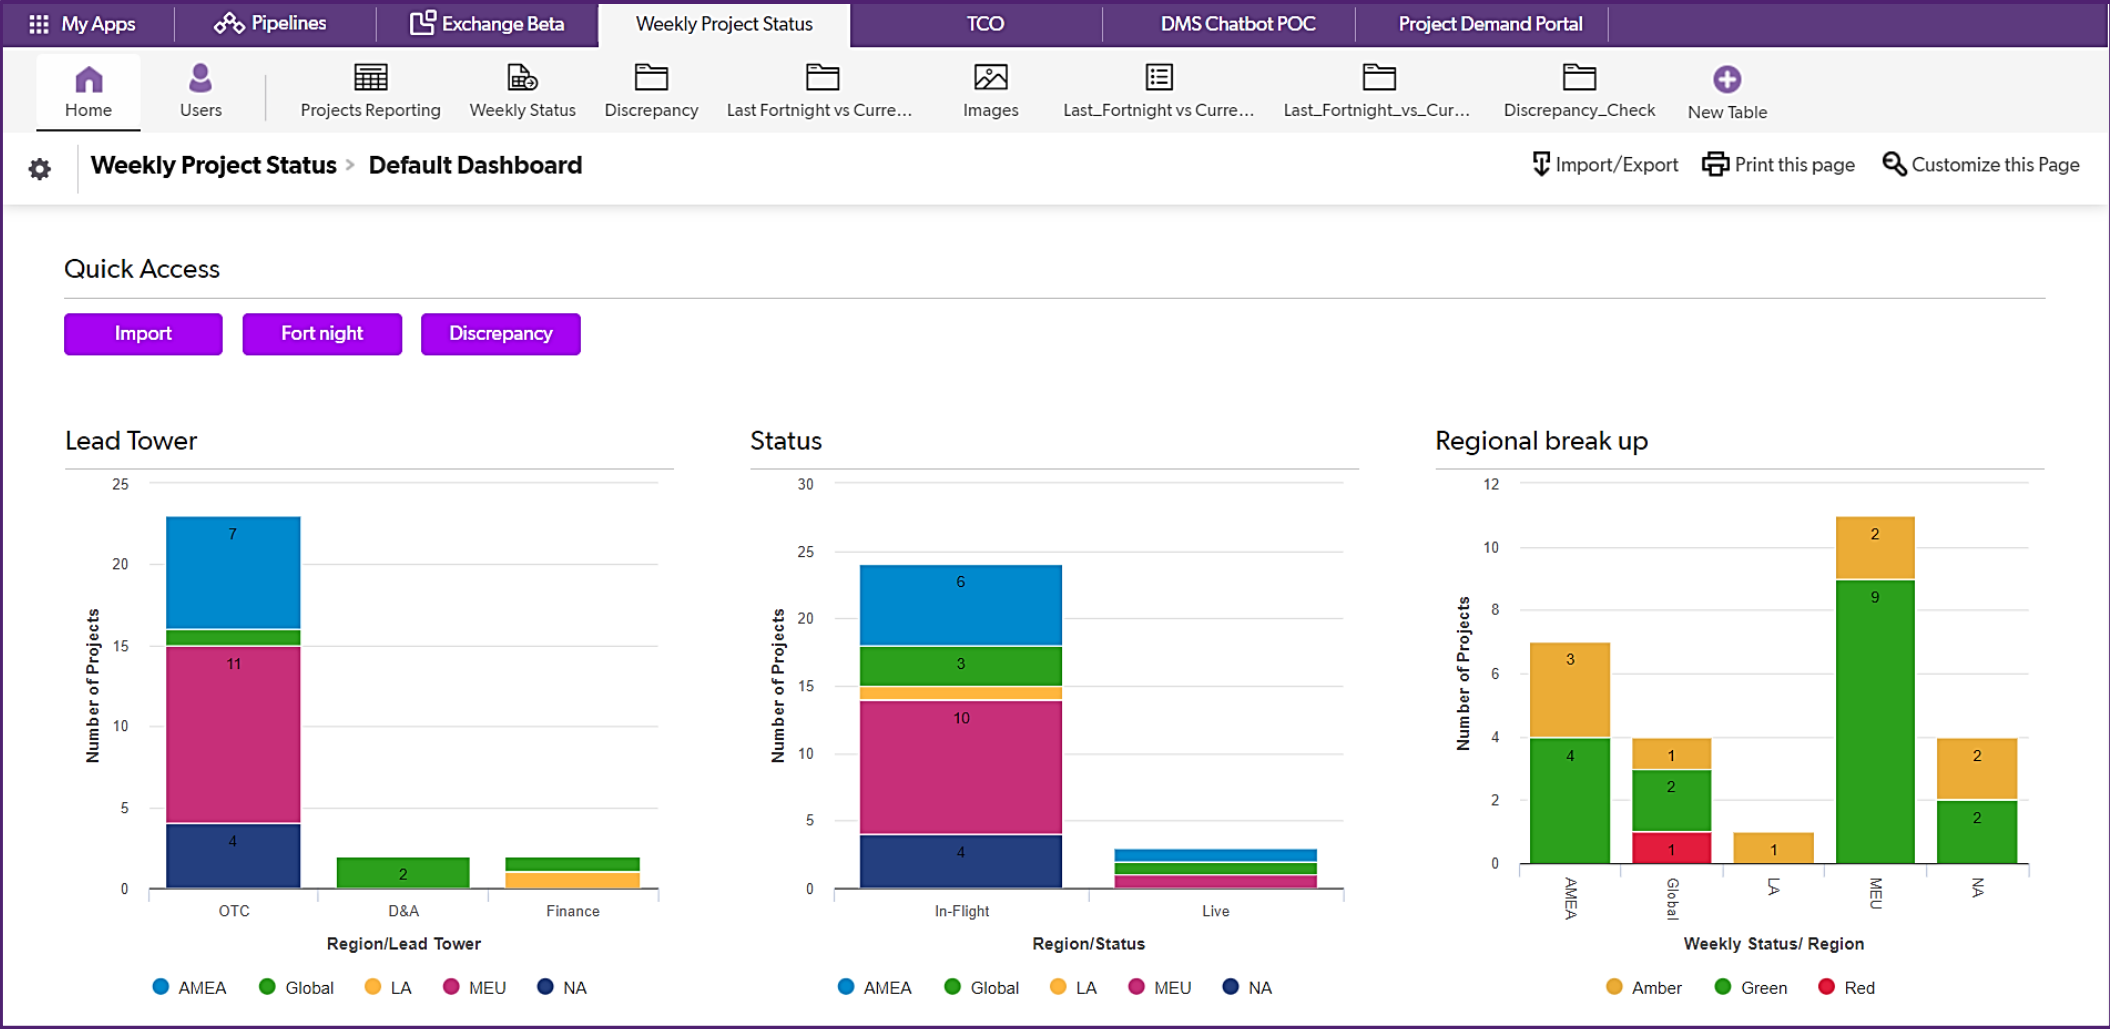 My Apps Pipelines Exchange Beta Weekly Project Status TCO DMS Chatbot POC Project Demand Portal
Home Users Projects Reporting Weekly Status Discrepancy Last Fortnight vs Curre... Images Last_Fortnight vs Curre... Last_Fortnight_vs_Cur... Discrepancy_Check New Table
Weekly Project Status > Default Dashboard Import/Export Print this page Customize this Page
Quick Access
Import Fort night Discrepancy
Lead Tower
25
20
15
10
5
0
Number of Projects
7
11
4
2
OTC D&A Finance
Region/Lead Tower
AMEA Global LA MEU NA
Status
30
25
20
15
10
5
0
Number of Projects
6
3
10
4
In-Flight Live
Region/Status
AMEA Global LA MEU NA
Regional break up
12
10
8
6
4
2
0
Number of Projects
3
4
1
2
1
1
2
9
2
2
AMEA Global LA MEU NA
Weekly Status/ Region
Amber Green Red